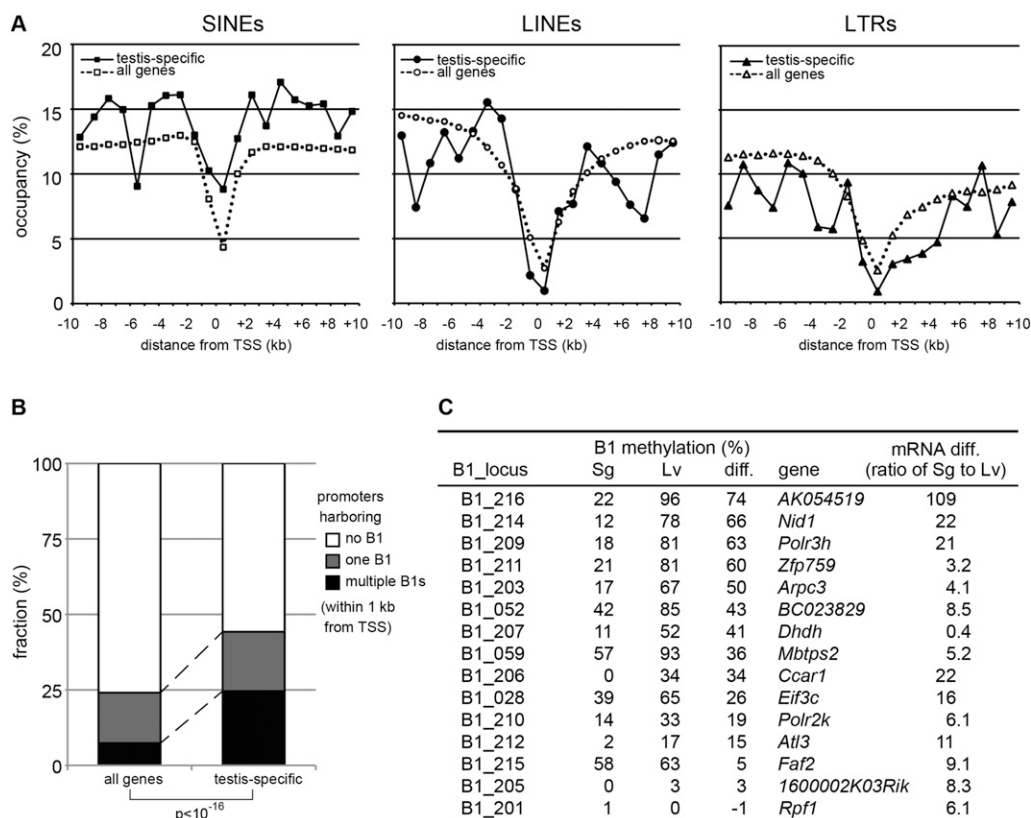 A
SINEs LINEs LTRs
20
15
10
5
0
occupancy (%)
testis-specific
all genes
testis-specific
all genes
testis-specific
all genes
-10 -8 -6 -4 -2 0 +2 +4 +6 +8 +10
distance from TSS (kb)
-10 -8 -6 -4 -2 0 +2 +4 +6 +8 +10
distance from TSS (kb)
-10 -8 -6 -4 -2 0 +2 +4 +6 +8 +10
distance from TSS (kb)
B
100
75
50
25
0
fraction (%)
promoters
harboring
no B1
one B1
multiple B1s
(within 1 kb
from TSS)
all genes testis-specific
p<10-16
C
B1 methylation (%) mRNA diff.
B1_locus Sg Lv diff. gene (ratio of Sg to Lv)
B1_216 22 96 74 AK054519 109
B1_214 12 78 66 Nid1 22
B1_209 18 81 63 Polr3h 21
B1_211 21 81 60 Zfp759 3.2
B1_203 17 67 50 Arpc3 4.1
B1_052 42 85 43 BC023829 8.5
B1_207 11 52 41 Dhdh 0.4
B1_059 57 93 36 Mbtps2 5.2
B1_206 0 34 34 Ccar1 22
B1_028 39 65 26 Eif3c 16
B1_210 14 33 19 Polr2k 6.1
B1_212 2 17 15 Atl3 11
B1_215 58 63 5 Faf2 9.1
B1_205 0 3 3 1600002K03Rik 8.3
B1_201 1 0 -1 Rpf1 6.1